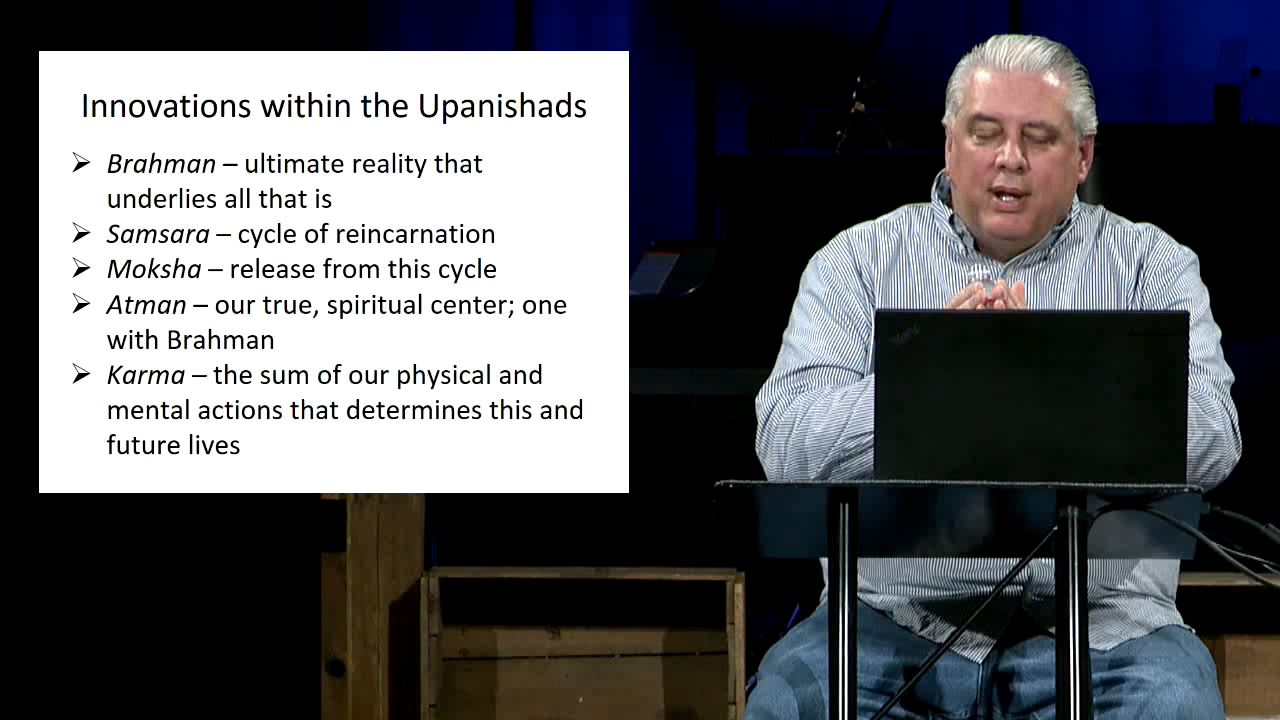 Innovations within the Upanishads
➢ Brahman – ultimate reality that
underlies all that is
➢ Samsara – cycle of reincarnation
➢ Moksha – release from this cycle
➢ Atman – our true, spiritual center; one
with Brahman
➢ Karma – the sum of our physical and
mental actions that determines this and
future lives